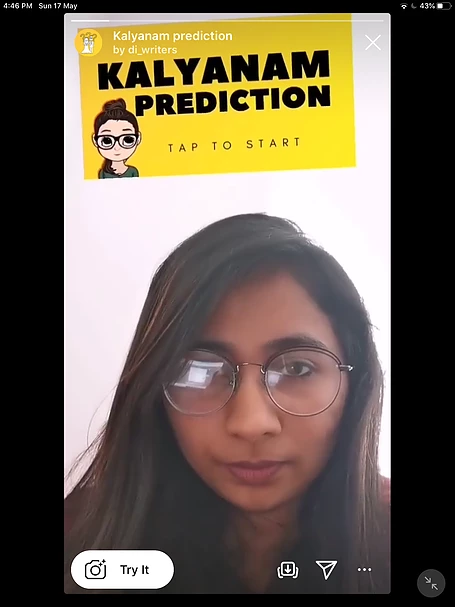 4:46 PM Sun 17 May
43%
Kalyanam prediction
by di_writers
KALYANAM
PREDICTION
TAP TO START
Try It